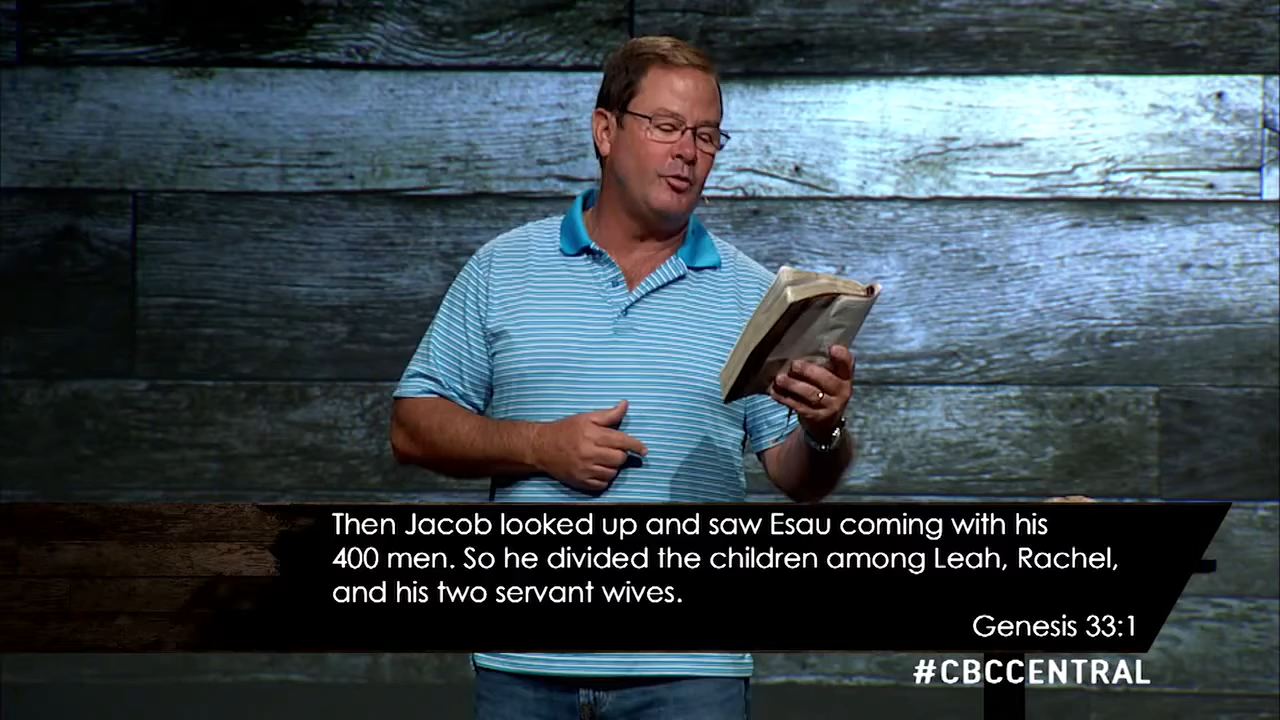 Then Jacob looked up and saw Esau coming with his
400 men. So he divided the children among Leah, Rachel,
and his two servant wives.
Genesis 33:1
#CBCCENTRAL